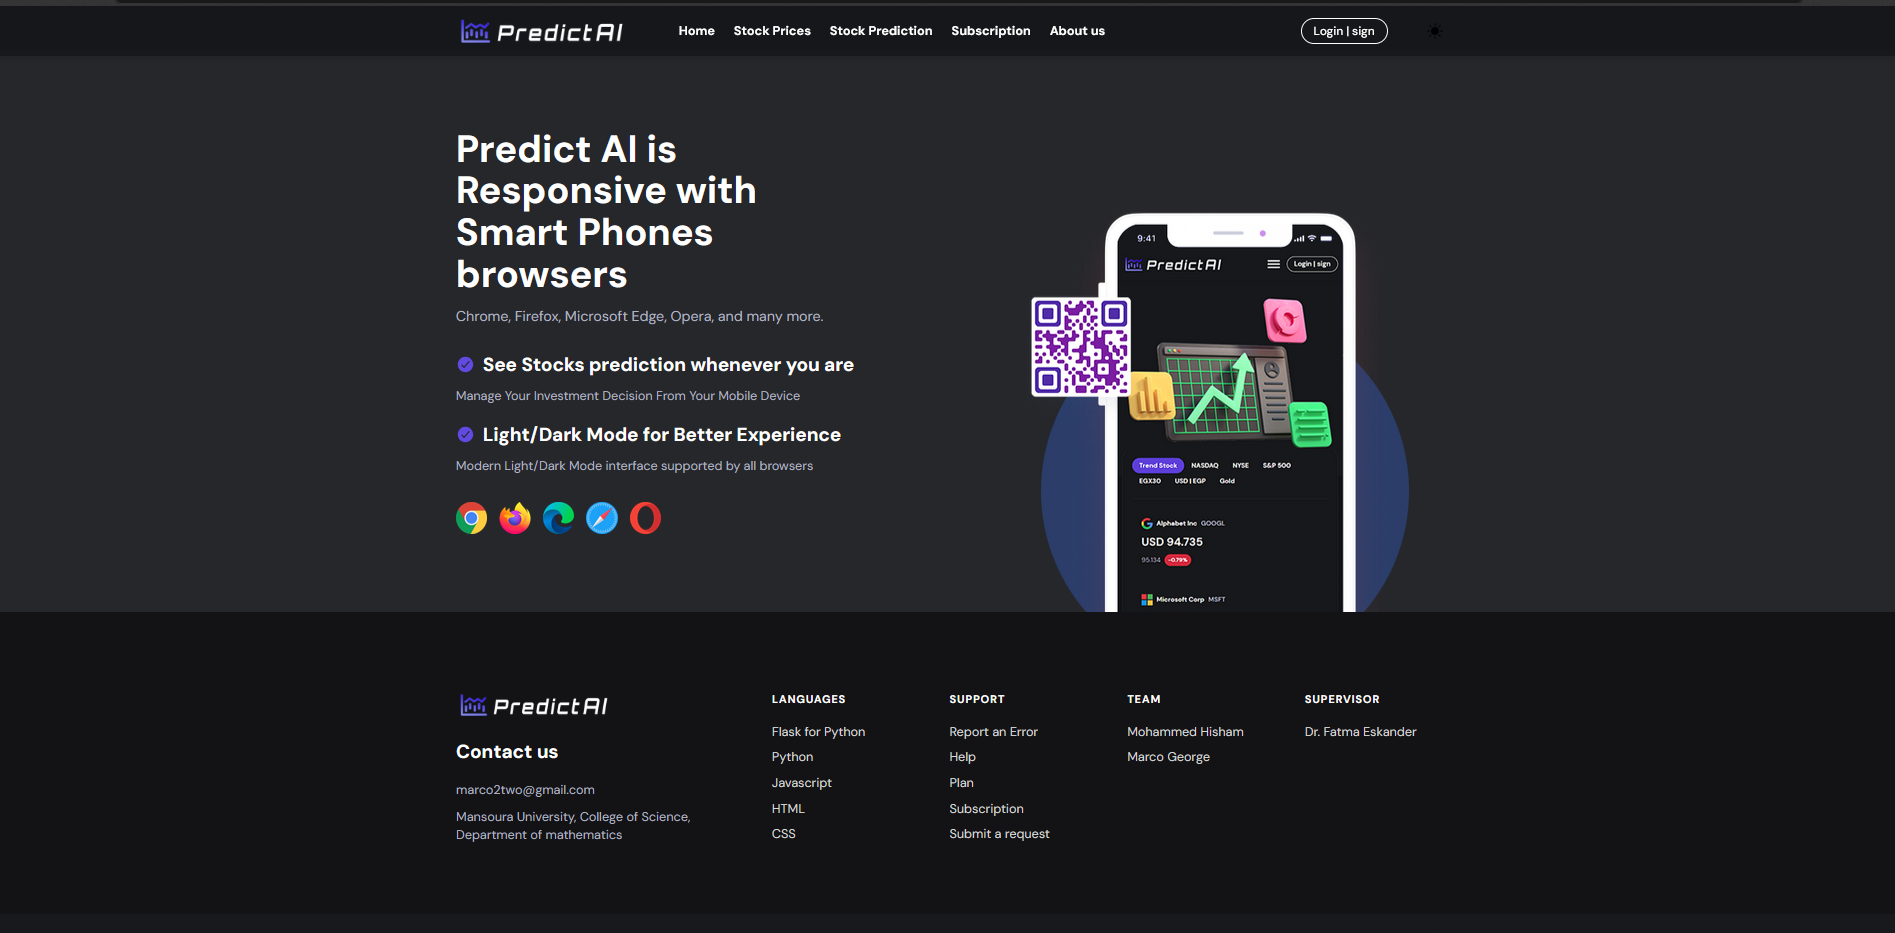 PredictAI
Home
Stock Prices
Stock Prediction
Subscription
About us
Login | sign
Predict AI is
Responsive with
Smart Phones
browsers
Chrome, Firefox, Microsoft Edge, Opera, and many more.
See Stocks prediction whenever you are
Manage Your Investment Decision From Your Mobile Device
Light/Dark Mode for Better Experience
Modern Light/Dark Mode interface supported by all browsers
9:41
PredictAI
Login | sign
Trend Stock
NASDAQ
NYSE
S&P 500
EGX30
USD | EGP
Gold
Alphabet Inc GOOGL
USD 94.735
95.134 -0.79%
Microsoft Corp MSFT
PredictAI
Contact us
marco2two@gmail.com
Mansoura University, College of Science,
Department of mathematics
LANGUAGES
Flask for Python
Python
Javascript
HTML
CSS
SUPPORT
Report an Error
Help
Plan
Subscription
Submit a request
TEAM
Mohammed Hisham
Marco George
SUPERVISOR
Dr. Fatma Eskander